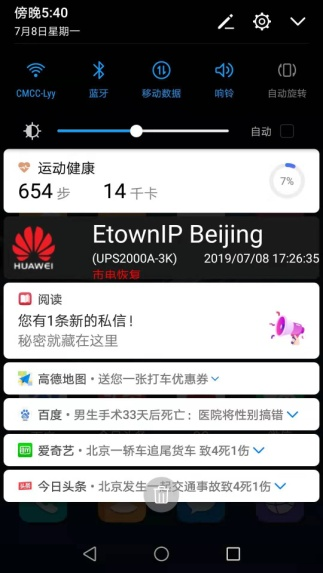 傍晚5:40
7月8日星期一
CMCC-Lyy
蓝牙
移动数据
响铃
自动旋转
自动
运动健康
654 步 14 千卡
7%
HUAWEI
EtownIP Beijing
(UPS2000A-3K) 2019/07/08 17:26:35
市电恢复
阅读
您有1条新的私信！
秘密就藏在这里
高德地图 • 送您一张打车优惠券
百度 • 男生手术33天后死亡：医院将性别搞错
爱奇艺 • 北京一轿车追尾货车 致4死1伤
今日头条 • 北京发生一起交通事故致4死1伤